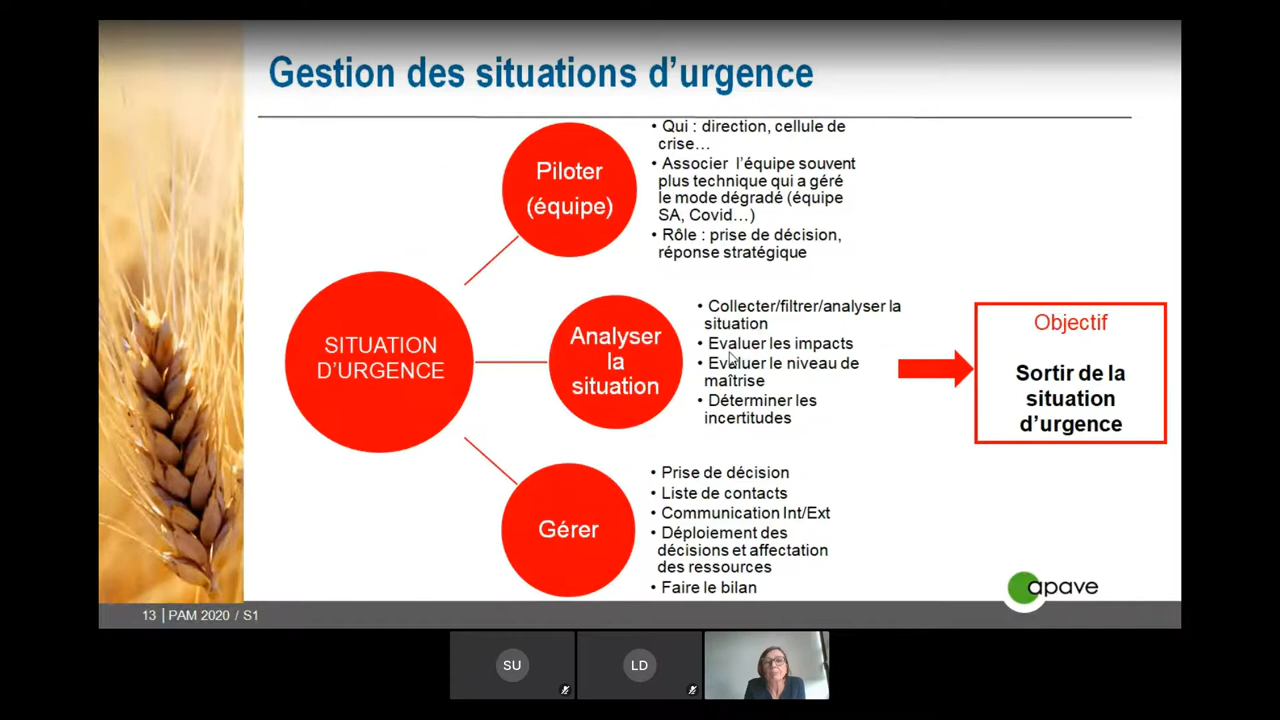 Gestion des situations d’urgence
Piloter
(équipe)
• Qui : direction, cellule de
crise…
• Associer l’équipe souvent
plus technique qui a géré
le mode dégradé (équipe
SA, Covid…)
• Rôle : prise de décision,
réponse stratégique
SITUATION
D’URGENCE
Analyser
la
situation
• Collecter/filtrer/analyser la
situation
• Evaluer les impacts
• Evaluer le niveau de
maîtrise
• Déterminer les
incertitudes
Objectif
Sortir de la
situation
d’urgence
Gérer
• Prise de décision
• Liste de contacts
• Communication Int/Ext
• Déploiement des
décisions et affectation
des ressources
• Faire le bilan
apave
13 | PAM 2020 / S1
SU
LD